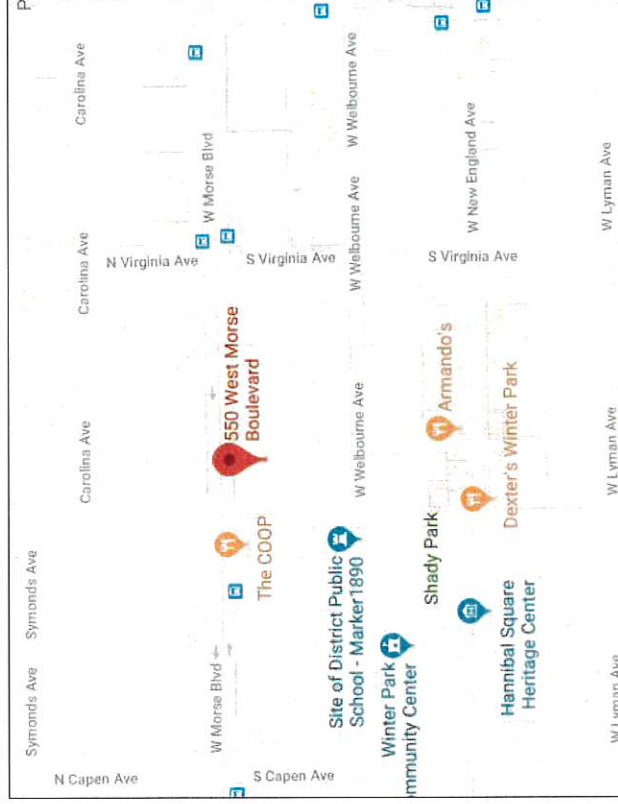 P
Symonds Ave
Symonds Ave
Carolina Ave
Carolina Ave
Carolina Ave
N Capen Ave
N Virginia Ave
W Morse Blvd
W Morse Blvd
550 West Morse
Boulevard
The COOP
S Capen Ave
S Virginia Ave
Site of District Public
School - Marker1890
W Welbourne Ave
W Welbourne Ave
W Welbourne Ave
Winter Park
mmunity Center
Shady Park
Armando's
S Virginia Ave
W New England Ave
Dexter's Winter Park
Hannibal Square
Heritage Center
W Lyman Ave
W Lyman Ave
W Lyman Ave